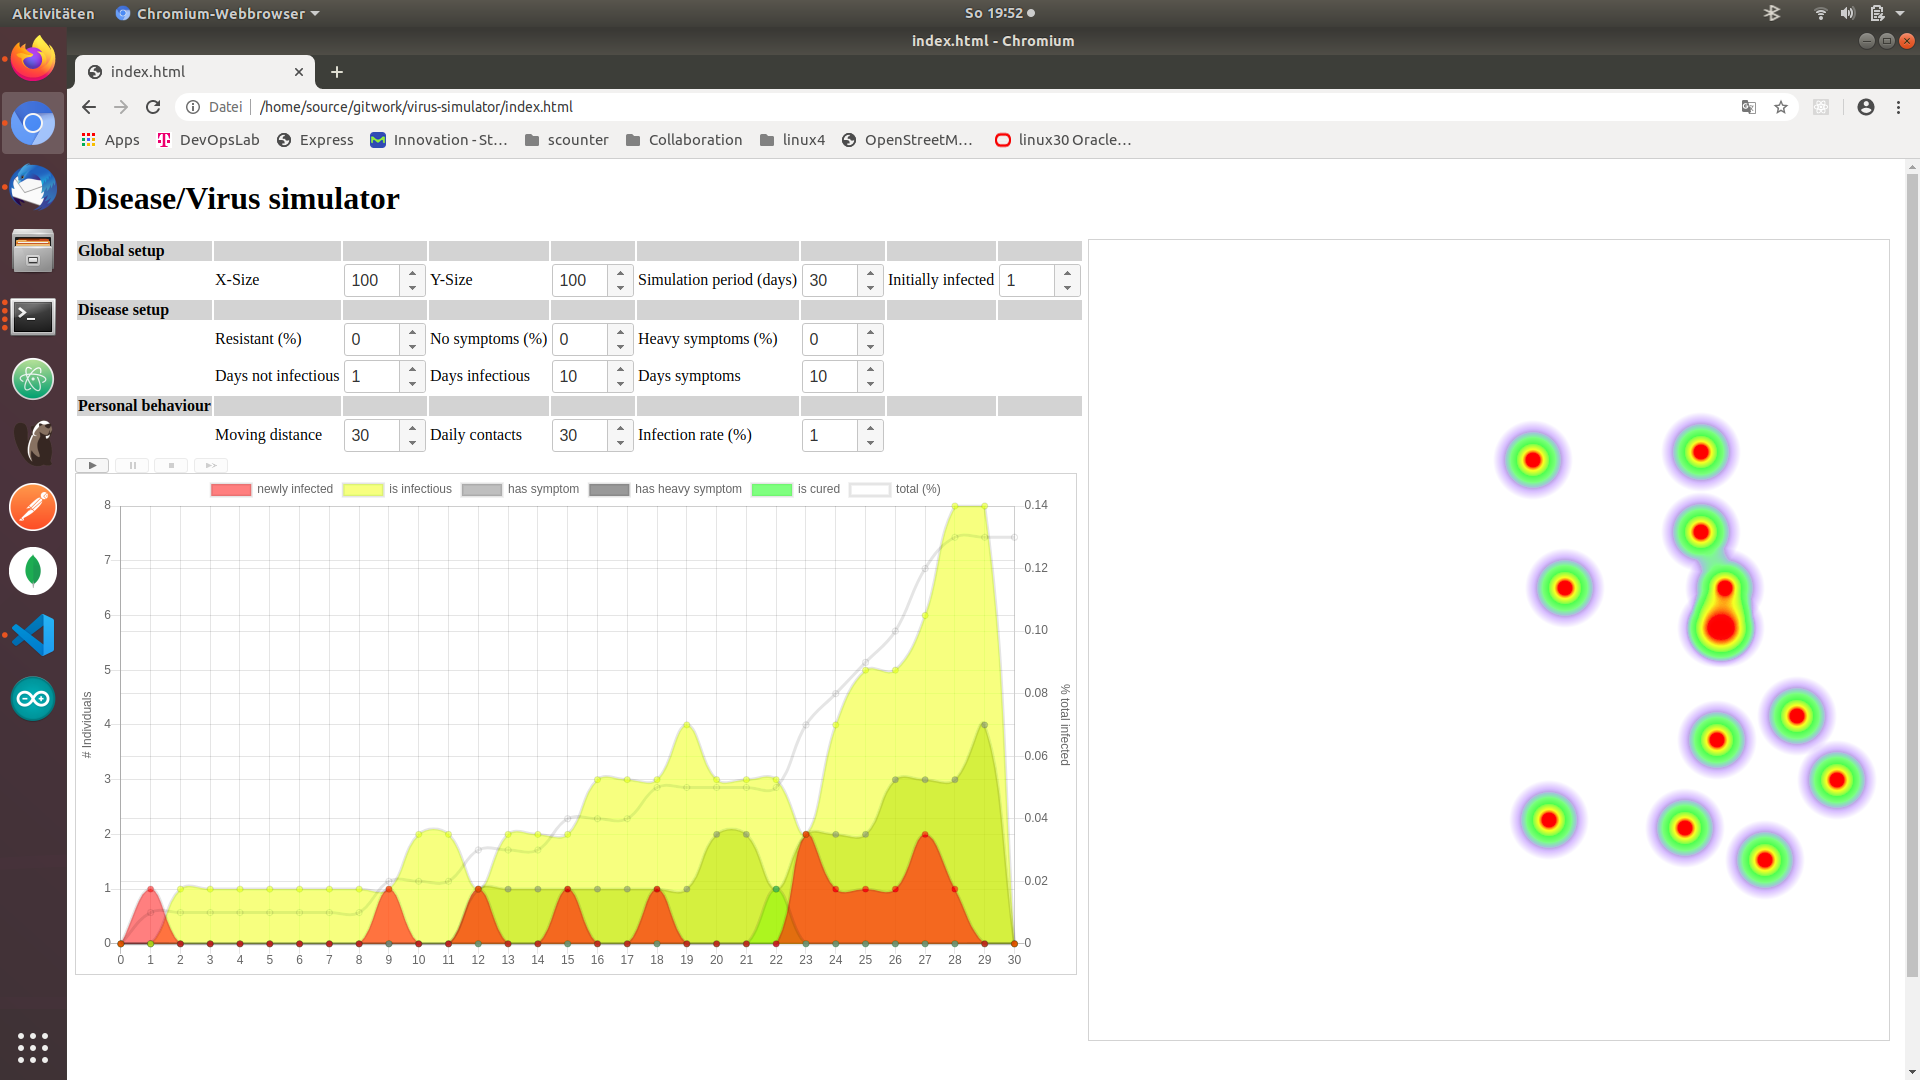 Aktivitäten Chromium-Webbrowser So 19:52
index.html - Chromium
index.html
Datei /home/source/gitwork/virus-simulator/index.html
Apps DevOpsLab Express Innovation - St… scounter Collaboration linux4 OpenStreetM… linux30 Oracle…
Disease/Virus simulator
Global setup
X-Size 100 Y-Size 100 Simulation period (days) 30 Initially infected 1
Disease setup
Resistant (%) 0 No symptoms (%) 0 Heavy symptoms (%) 0
Days not infectious 1 Days infectious 10 Days symptoms 10
Personal behaviour
Moving distance 30 Daily contacts 30 Infection rate (%) 1
newly infected is infectious has symptom has heavy symptom is cured total (%)
8 0.14
7 0.12
6 0.10
5 0.08
# Individuals
% total infected
4 0.06
3 0.04
2 0.02
1
0 0
0 1 2 3 4 5 6 7 8 9 10 11 12 13 14 15 16 17 18 19 20 21 22 23 24 25 26 27 28 29 30